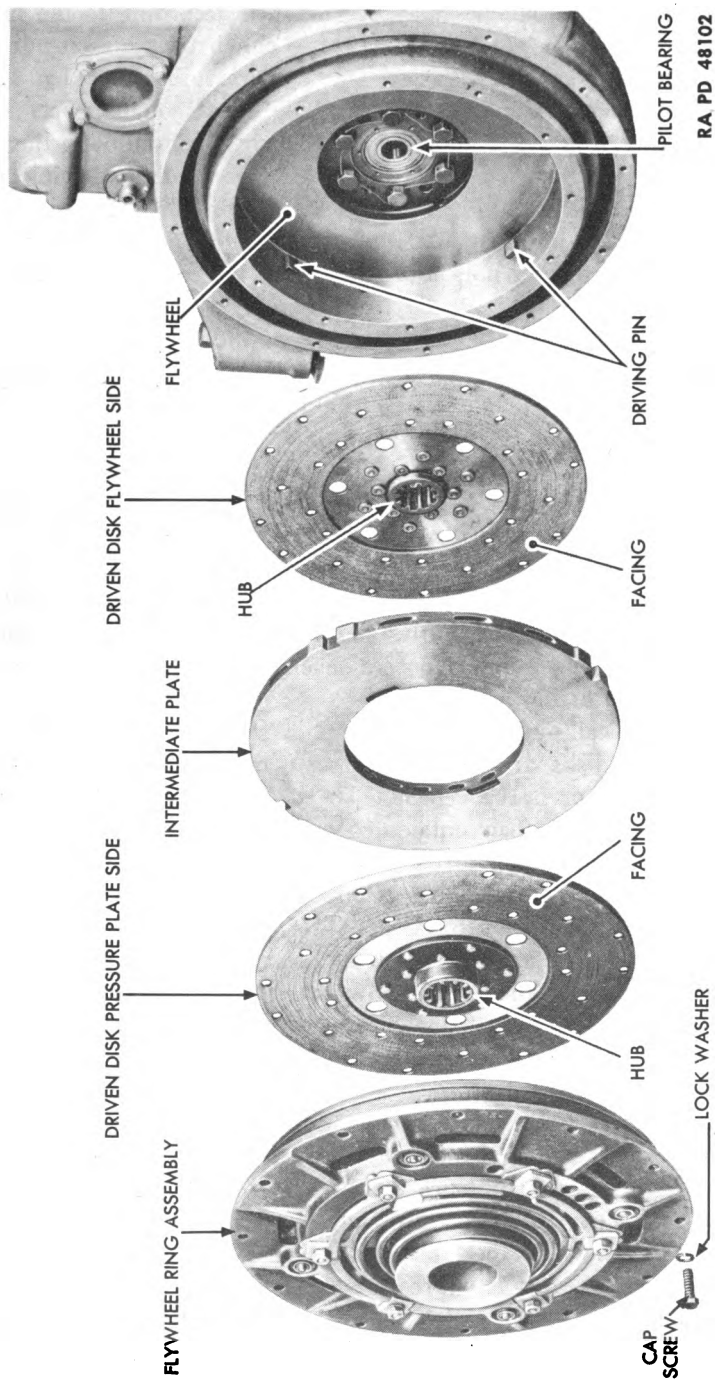 FLYWHEEL RING ASSEMBLY
DRIVEN DISK PRESSURE PLATE SIDE
INTERMEDIATE PLATE
DRIVEN DISK FLYWHEEL SIDE
FLYWHEEL
HUB
CAP
SCREW
LOCK WASHER
HUB
FACING
FACING
DRIVING PIN
PILOT BEARING
RA PD 48102